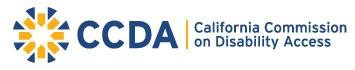 CCDA
California Commission
on Disability Access